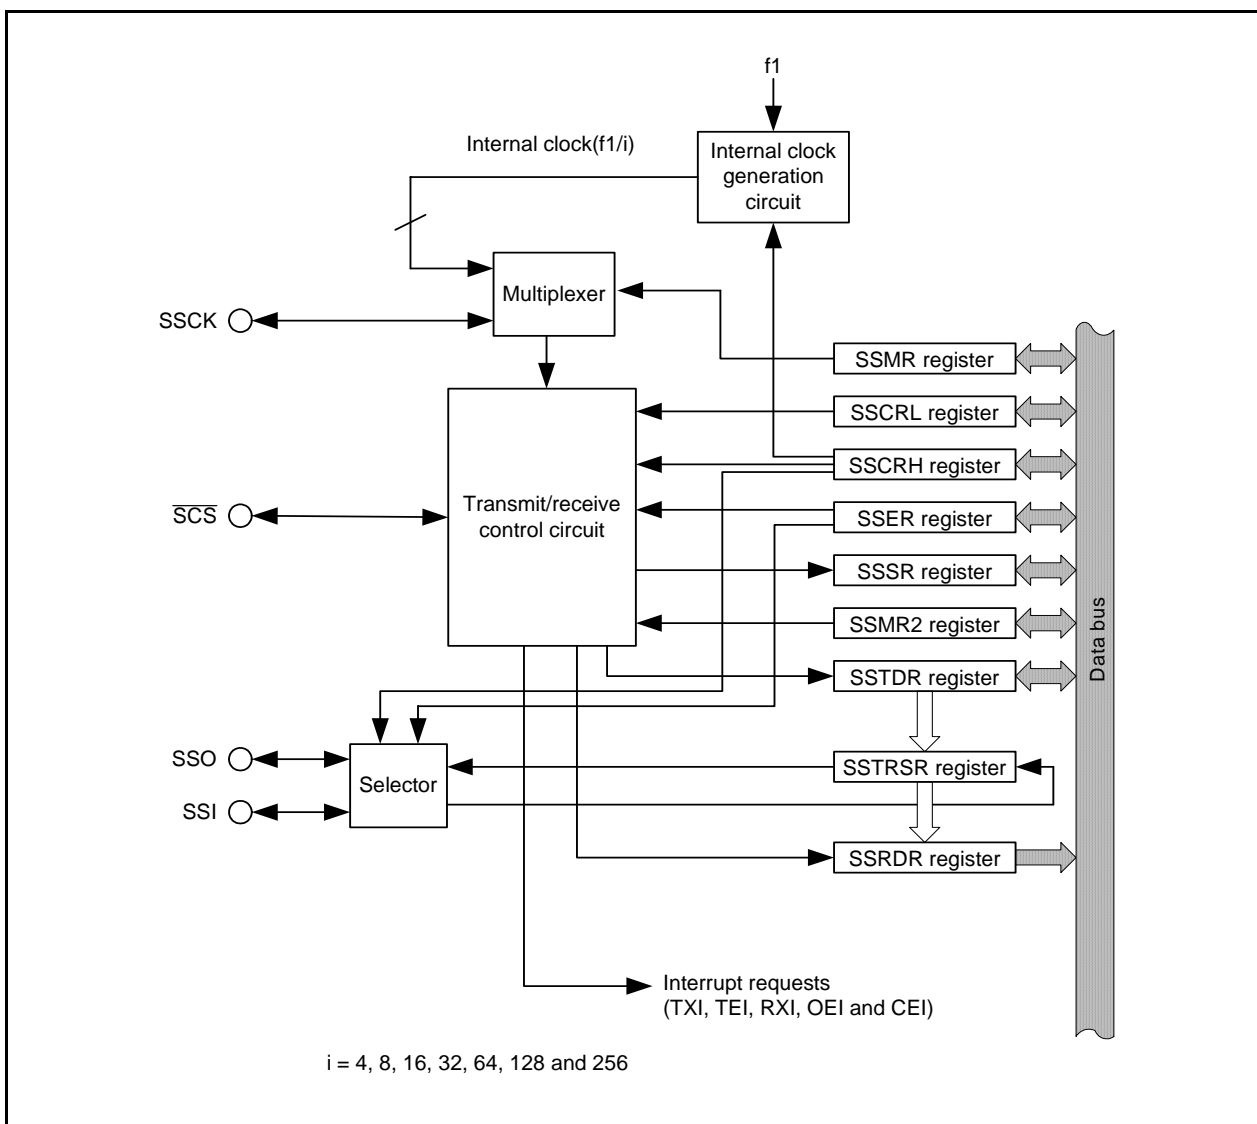 f1
Internal clock(f1/i)
Internal clock
generation
circuit
Multiplexer
SSCK
SSMR register
SSCRL register
SSCRH register
SCS
Transmit/receive
control circuit
SSER register
SSSR register
SSMR2 register
SSTDR register
Data bus
SSO
SSI
Selector
SSTRSR register
SSRDR register
Interrupt requests
(TXI, TEI, RXI, OEI and CEI)
i = 4, 8, 16, 32, 64, 128 and 256